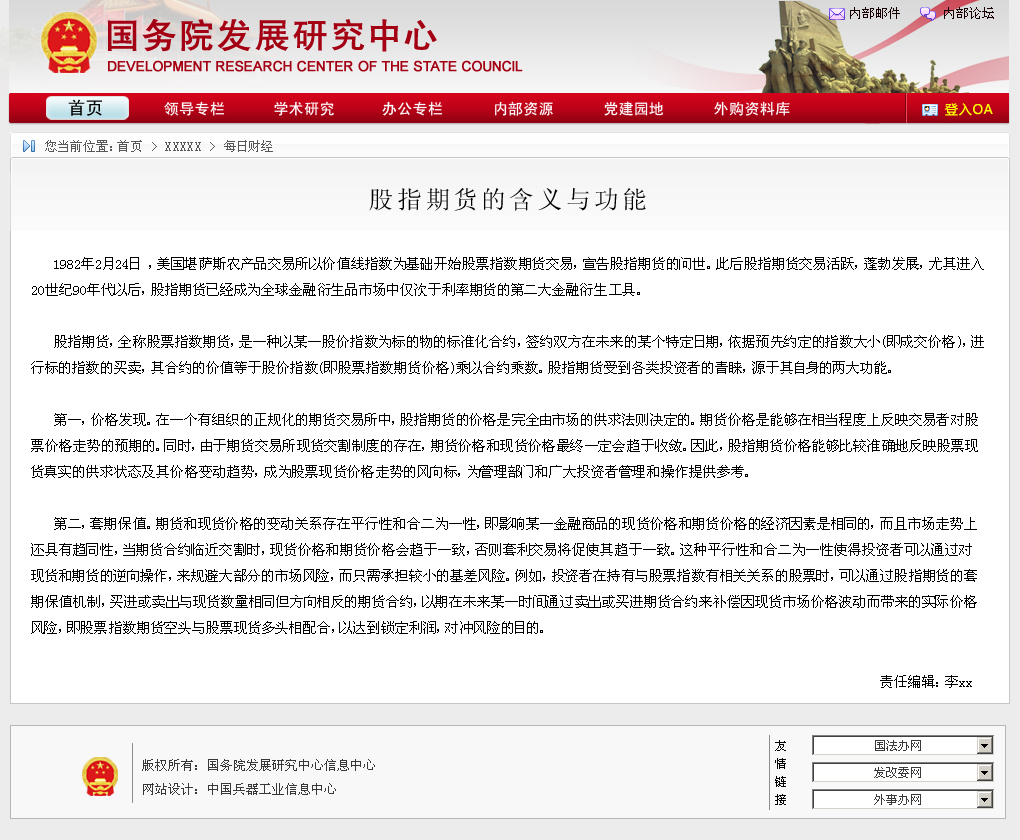 内部邮件 内部论坛
国务院发展研究中心
DEVELOPMENT RESEARCH CENTER OF THE STATE COUNCIL
首页 领导专栏 学术研究 办公专栏 内部资源 党建园地 外购资料库 登入OA
您当前位置：首页 > XXXXX > 每日财经
股指期货的含义与功能
1982年2月24日，美国堪萨斯农产品交易所以价值线指数为基础开始股票指数期货交易，宣告股指期货的问世。此后股指期货交易活跃，蓬勃发展，尤其进入
20世纪90年代以后，股指期货已经成为全球金融衍生品市场中仅次于利率期货的第二大金融衍生工具。
股指期货，全称股票指数期货，是一种以某一股价指数为标的物的标准化合约，签约双方在未来的某个特定日期，依据预先约定的指数大小(即成交价格)，进
行标的指数的买卖，其合约的价值等于股价指数(即股票指数期货价格)乘以合约乘数。股指期货受到各类投资者的青睐，源于其自身的两大功能。
第一，价格发现。在一个有组织的正规化的期货交易所中，股指期货的价格是完全由市场的供求法则决定的。期货价格是能够在相当程度上反映交易者对股
票价格走势的预期的。同时，由于期货交易所现货交割制度的存在，期货价格和现货价格最终一定会趋于收敛。因此，股指期货价格能够比较准确地反映股票现
货真实的供求状态及其价格变动趋势，成为股票现货价格走势的风向标，为管理部门和广大投资者管理和操作提供参考。
第二，套期保值。期货和现货价格的变动关系存在平行性和合二为一性，即影响某一金融商品的现货价格和期货价格的经济因素是相同的，而且市场走势上
还具有趋同性，当期货合约临近交割时，现货价格和期货价格会趋于一致，否则套利交易将促使其趋于一致。这种平行性和合二为一性使得投资者可以通过对
现货和期货的逆向操作，来规避大部分的市场风险，而只需承担较小的基差风险。例如，投资者在持有与股票指数有相关关系的股票时，可以通过股指期货的套
期保值机制，买进或卖出与现货数量相同但方向相反的期货合约，以期在未来某一时间通过卖出或买进期货合约来补偿因现货市场价格波动而带来的实际价格
风险，即股票指数期货空头与股票现货多头相配合，以达到锁定利润，对冲风险的目的。
责任编辑：李xx
版权所有：国务院发展研究中心信息中心
网站设计：中国兵器工业信息中心
友情链接
国法办网
发改委网
外事办网